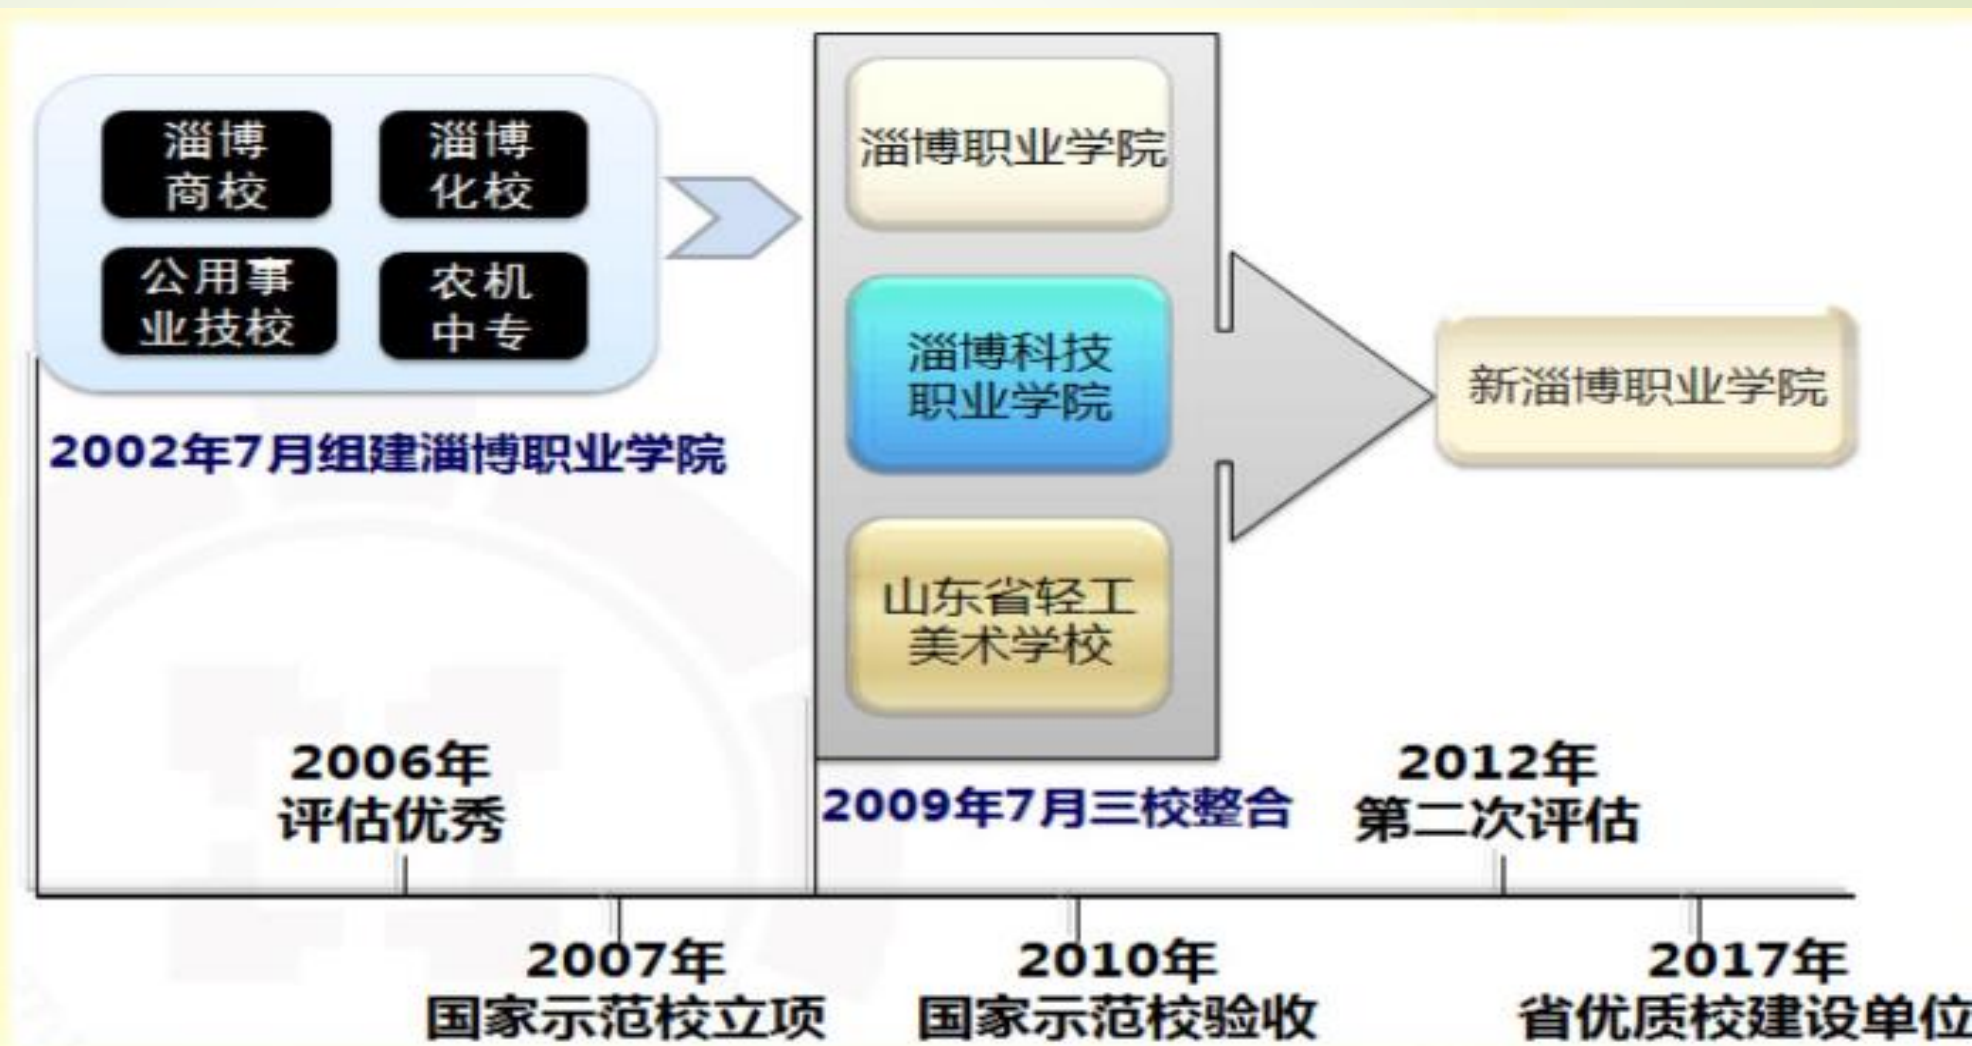 淄博
商校
淄博
化校
公用事
业技校
农机
中专
2002年7月组建淄博职业学院
淄博职业学院
淄博科技
职业学院
山东省轻工
美术学校
新淄博职业学院
2006年
评估优秀
2009年7月三校整合
2012年
第二次评估
2007年
国家示范校立项
2010年
国家示范校验收
2017年
省优质校建设单位